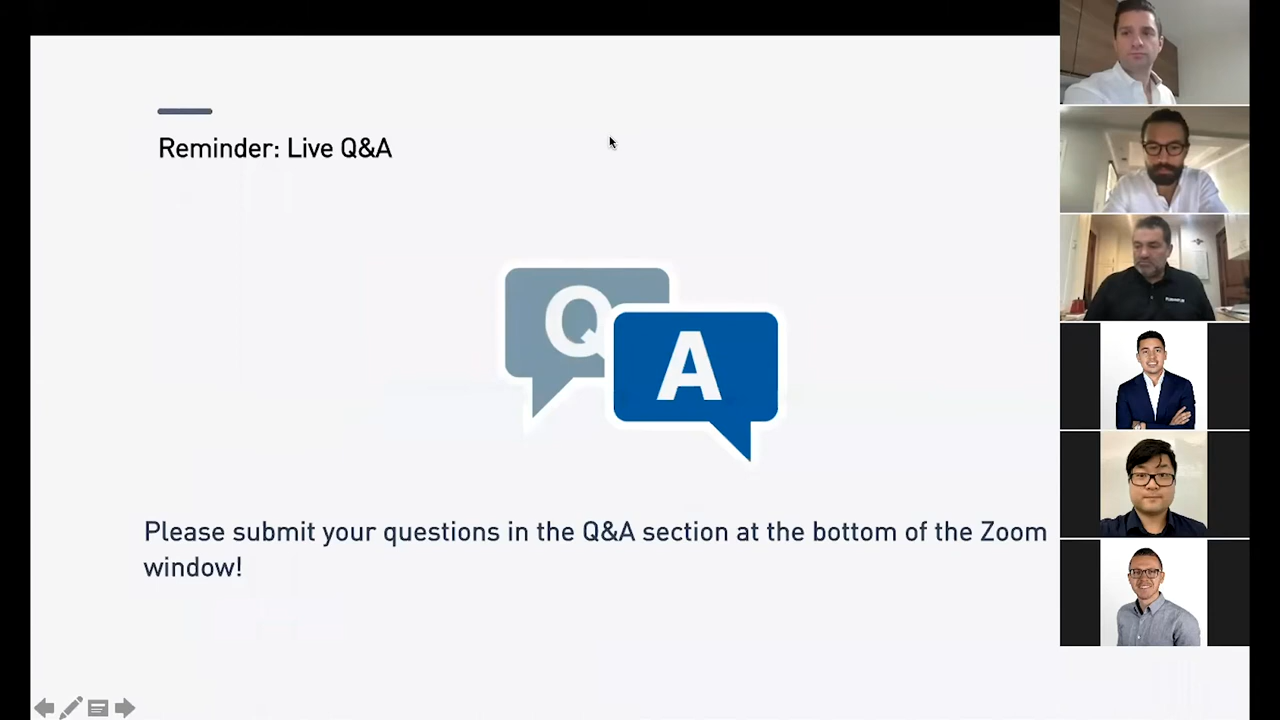 Reminder: Live Q&A
Q
A
Please submit your questions in the Q&A section at the bottom of the Zoom
window!